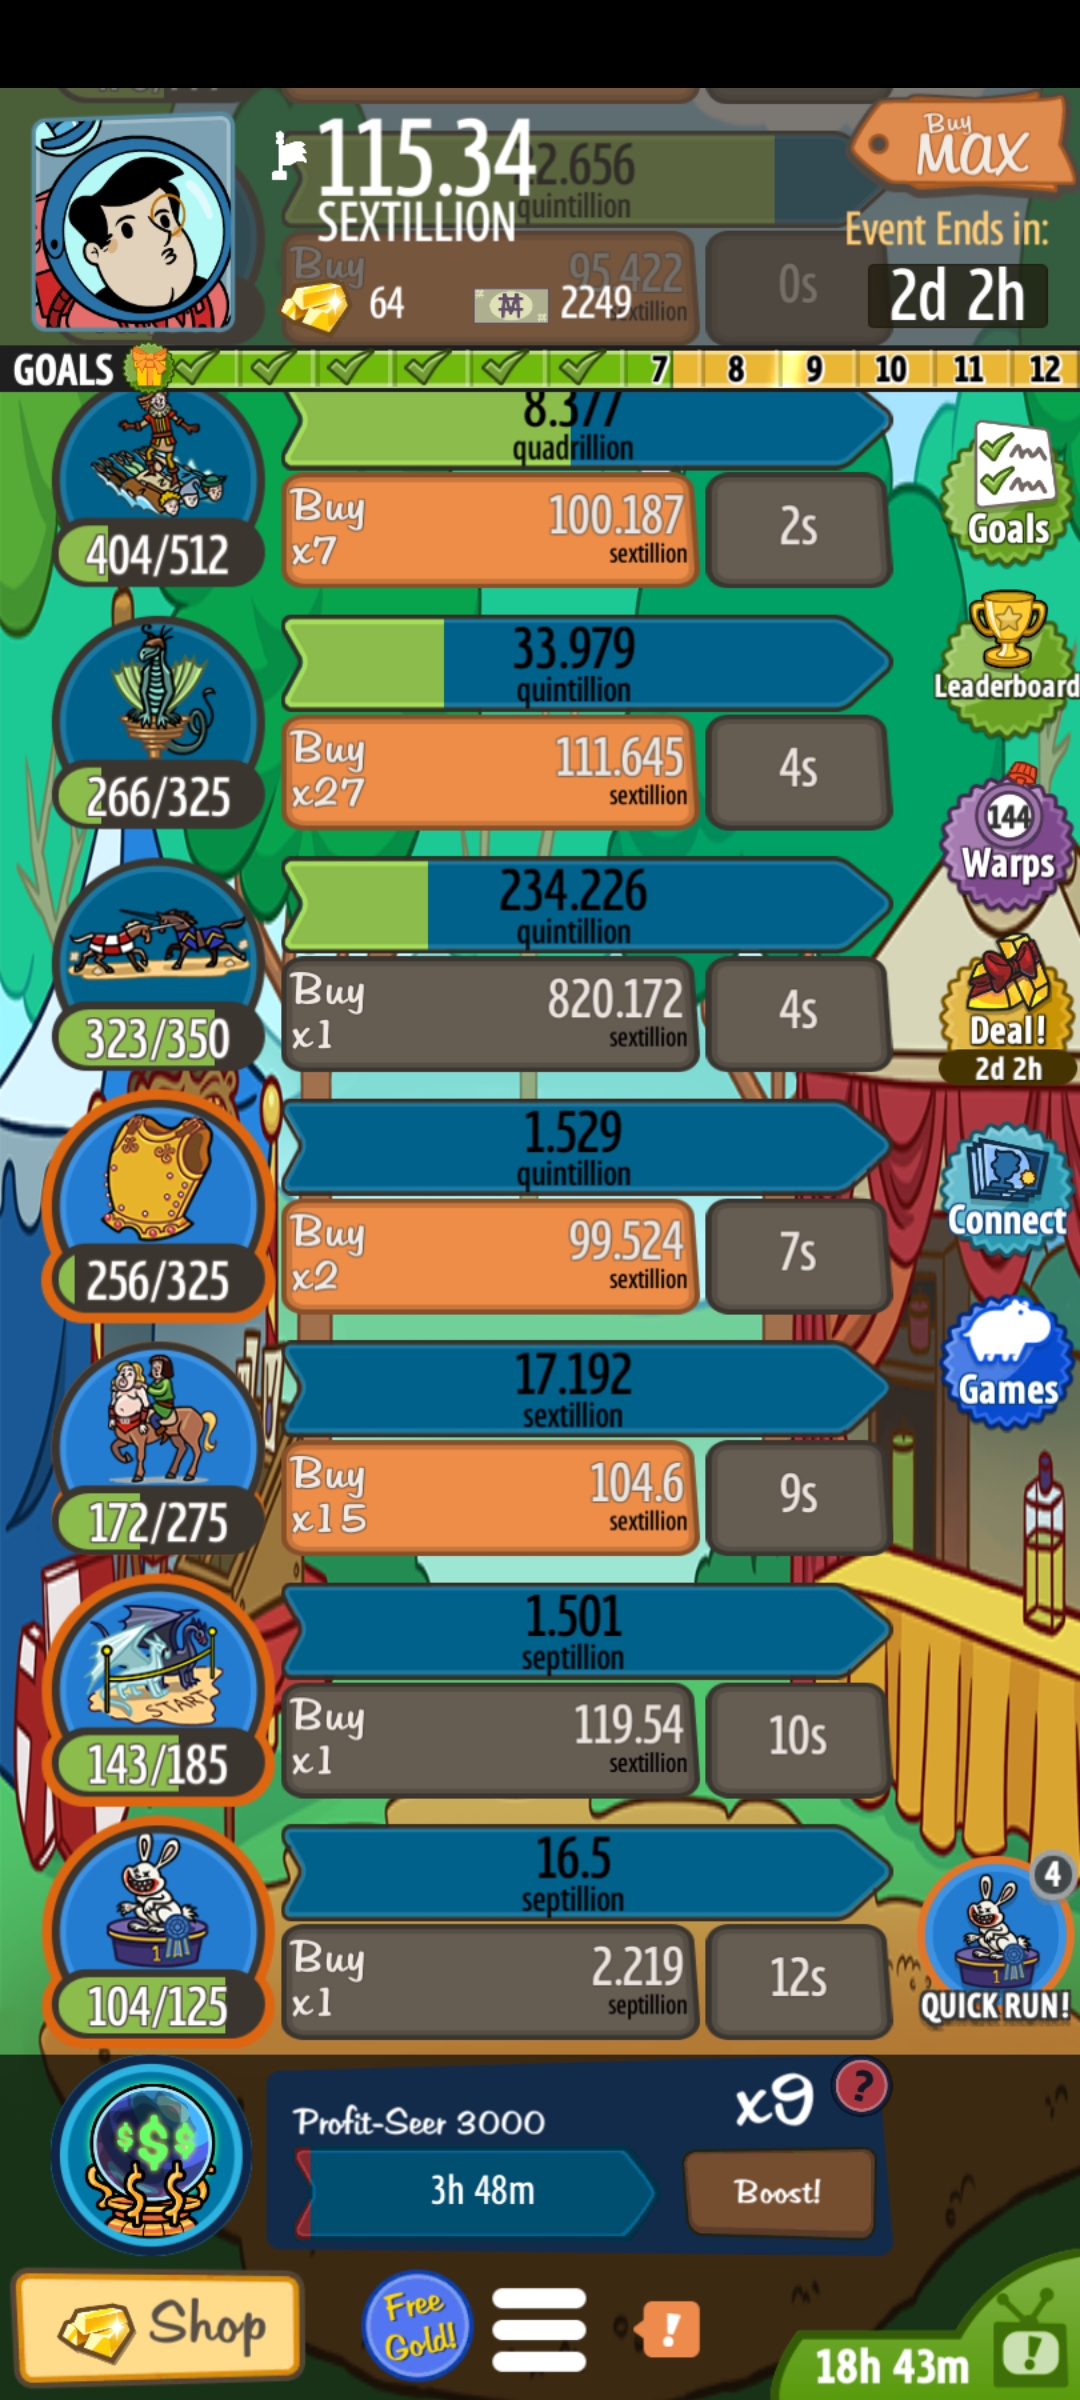 115.34
SEXTILLION
2.656
quintillion
Buy
MAX
Event Ends in:
2d 2h
Buy
95.422
sextillion
0s
64
2249
GOALS
7 8 9 10 11 12
8.377
quadrillion
404/512
Buy
x7
100.187
sextillion
2s
Goals
33.979
quintillion
266/325
Buy
x27
111.645
sextillion
4s
Leaderboard
144
Warps
234.226
quintillion
323/350
Buy
x1
820.172
sextillion
4s
Deal!
2d 2h
1.529
quintillion
256/325
Buy
x2
99.524
sextillion
7s
Connect
17.192
sextillion
172/275
Buy
x15
104.6
sextillion
9s
Games
START
1.501
septillion
143/185
Buy
x1
119.54
sextillion
10s
1
16.5
septillion
104/125
Buy
x1
2.219
septillion
12s
4
1
QUICK RUN!
$$$
Profit-Seer 3000
x9
?
3h 48m
Boost!
Shop
Free
Gold!
!
18h 43m
!